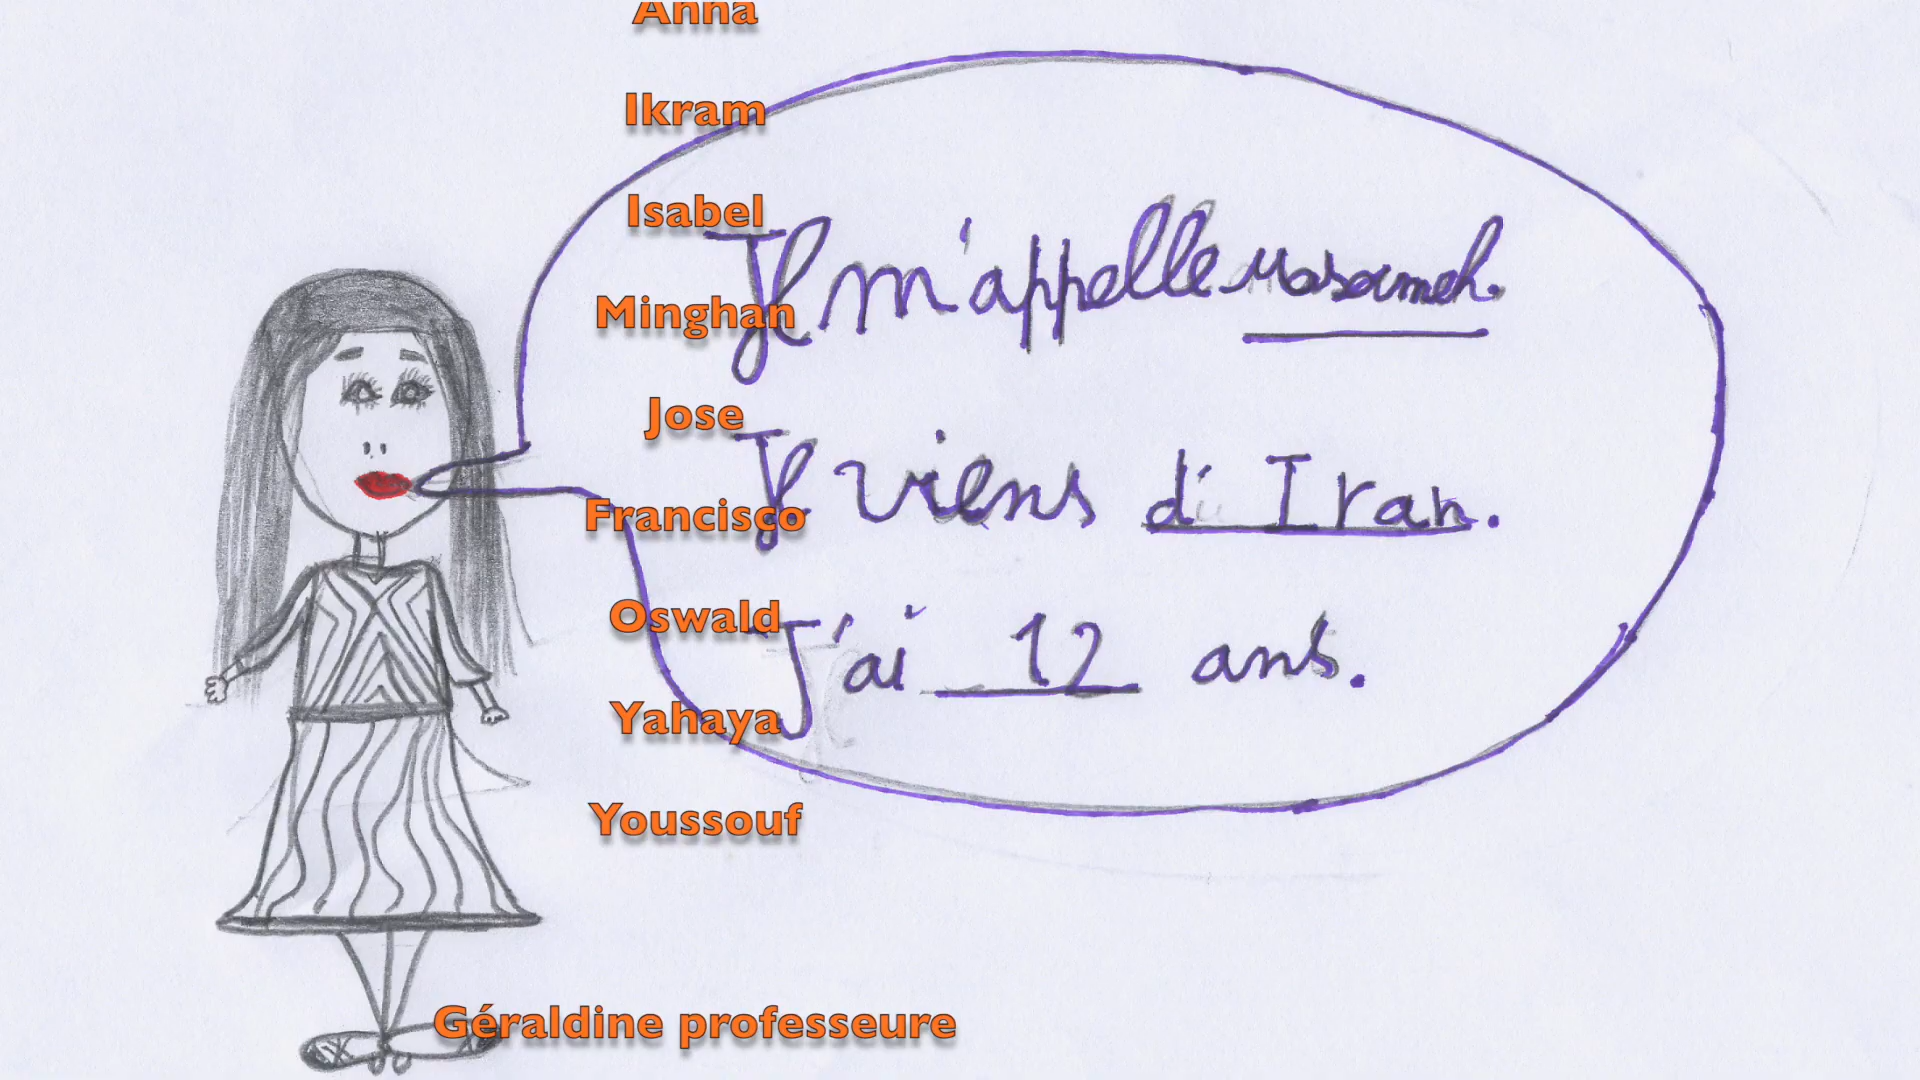 Anna
Ikram
Isabel
Minghan
Jose
Francisco
Oswald
Yahaya
Youssouf
Géraldine professeure
Je m'appelle Masoumeh.
Je viens d'Iran.
J'ai 12 ans.